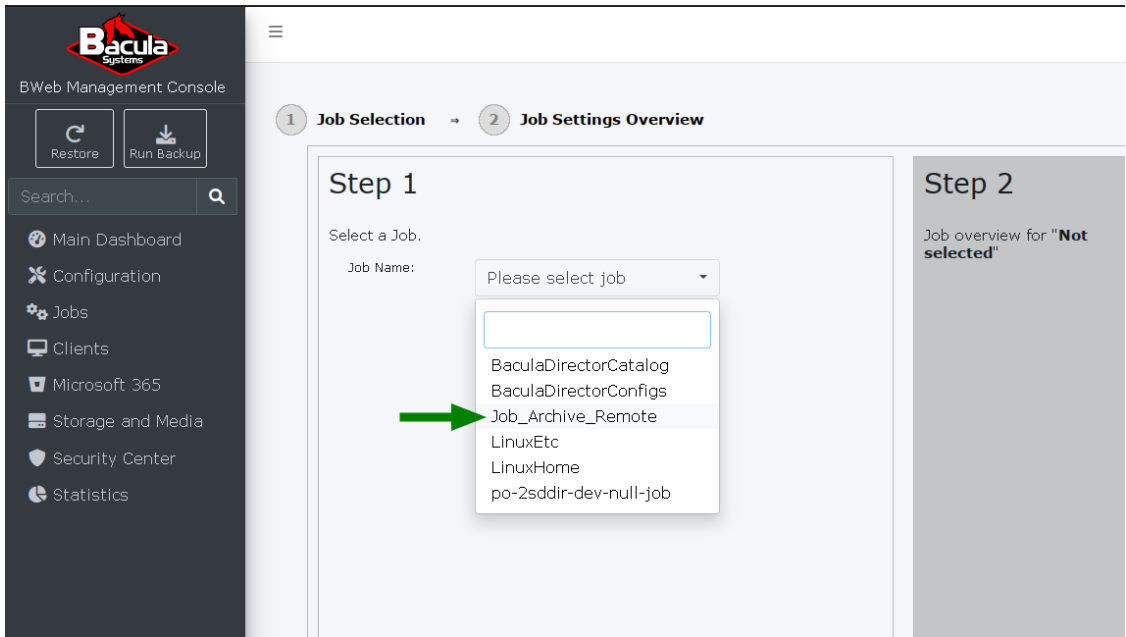 Bacula
Systems
BWeb Management Console
Restore
Run Backup
Search...
Main Dashboard
Configuration
Jobs
Clients
Microsoft 365
Storage and Media
Security Center
Statistics
1 Job Selection ⇒ 2 Job Settings Overview
Step 1
Select a Job.
Job Name:
Please select job
BaculaDirectorCatalog
BaculaDirectorConfigs
Job_Archive_Remote
LinuxEtc
LinuxHome
po-2sddir-dev-null-job
Step 2
Job overview for "Not
selected"